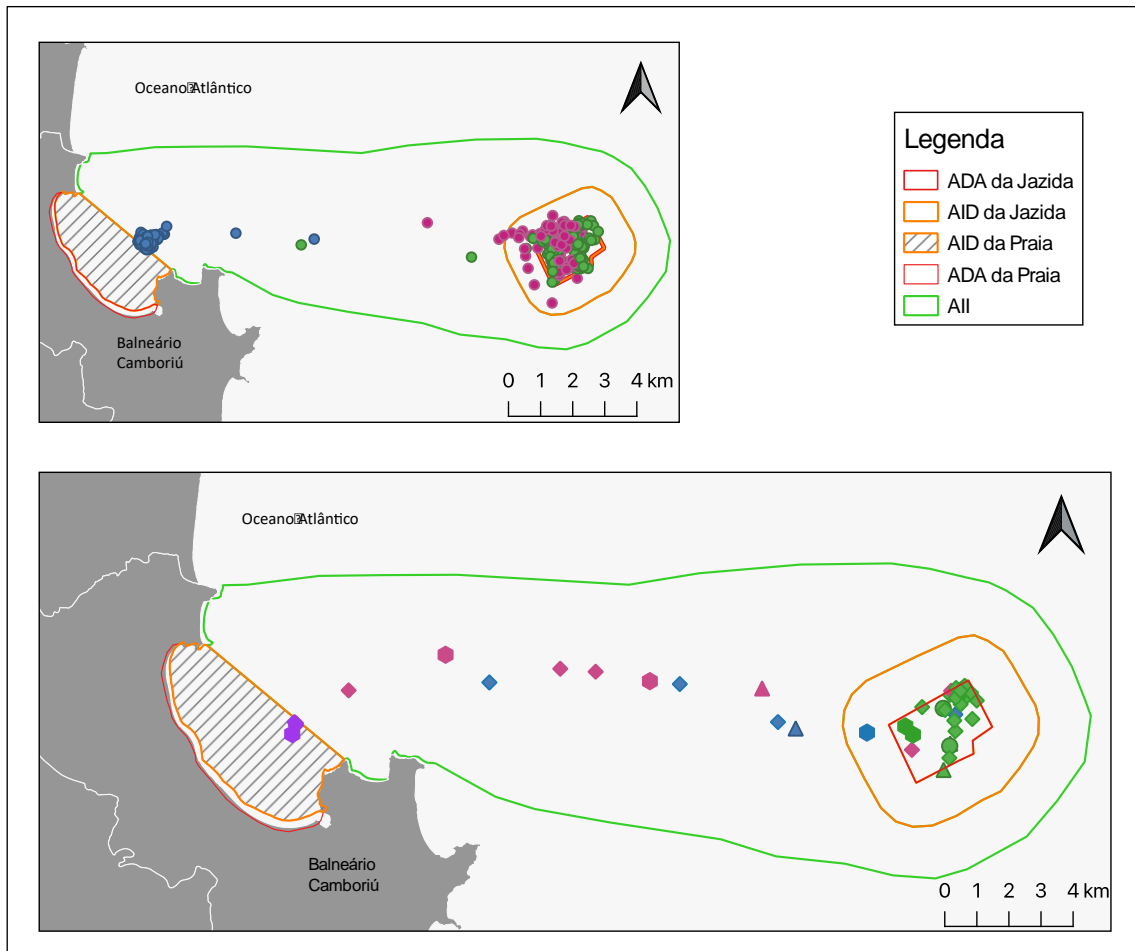 Oceano Atlântico
Balneário
Camboriú
0 1 2 3 4 km
Legenda
ADA da Jazida
AID da Jazida
AID da Praia
ADA da Praia
AII
Oceano Atlântico
Balneário
Camboriú
0 1 2 3 4 km